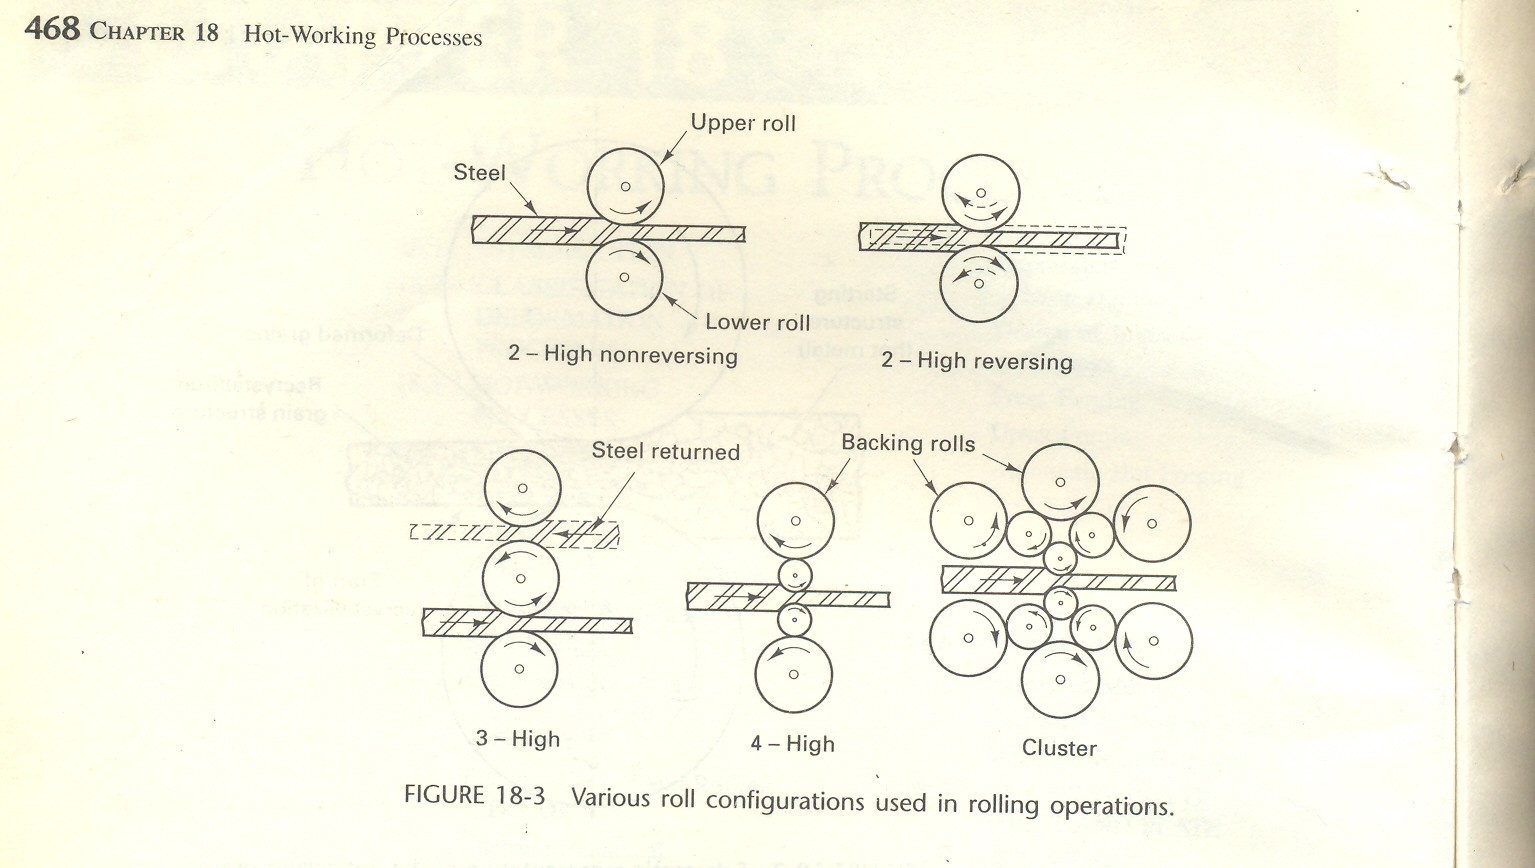 468 CHAPTER 18 Hot-Working Processes
Upper roll
Steel
Lower roll
2 – High nonreversing
2 – High reversing
Steel returned
Backing rolls
3 – High
4 – High
Cluster
FIGURE 18-3 Various roll configurations used in rolling operations.